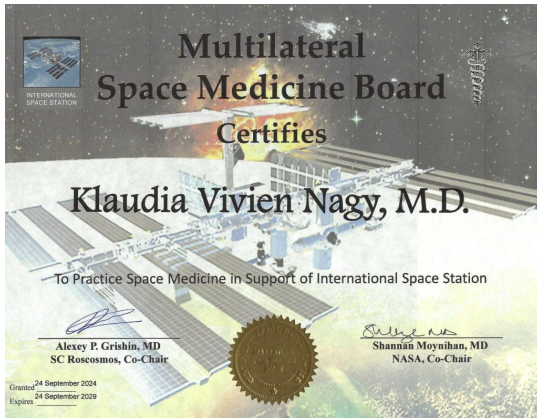 INTERNATIONAL
SPACE STATION
Multilateral
Space Medicine Board
Certifies
Klaudia Vivien Nagy, M.D.
To Practice Space Medicine in Support of International Space Station
Alexey P. Grishin, MD
SC Roscosmos, Co-Chair
Shannan Moynihan, MD
NASA, Co-Chair
Granted 24 September 2024
Expires 24 September 2029